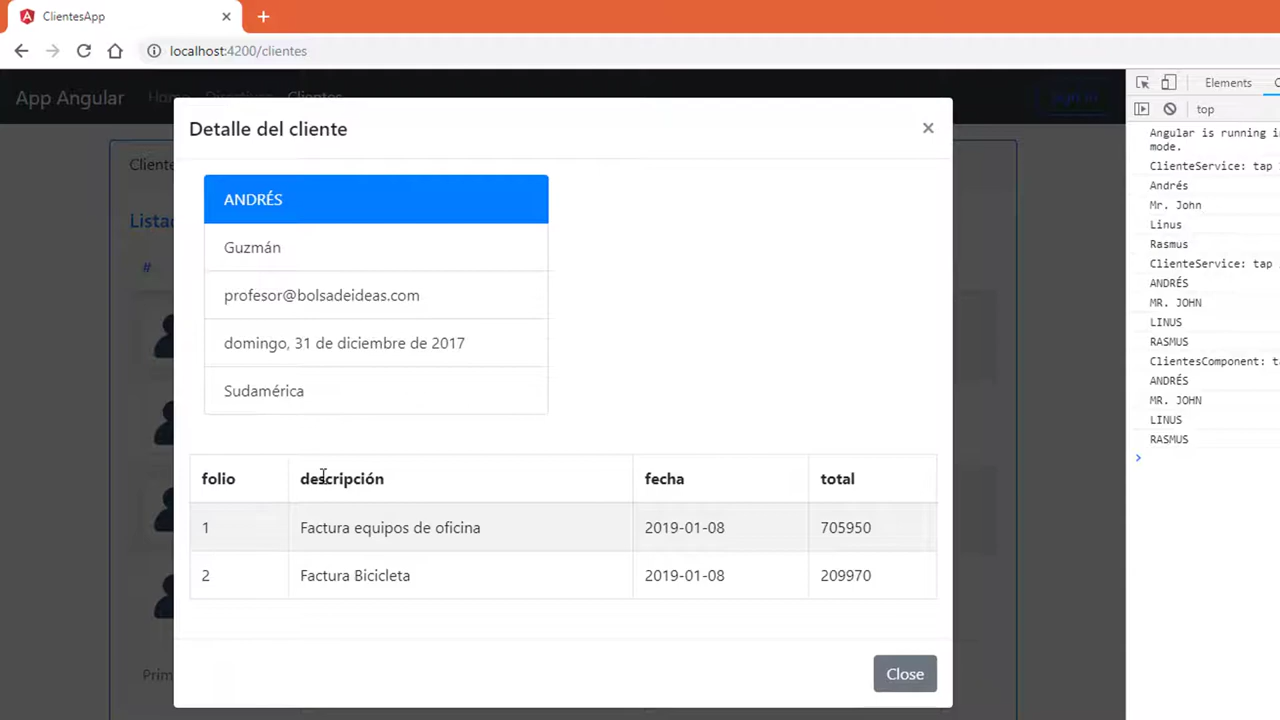 ClientesApp
localhost:4200/clientes
App Angular
Clientes
Detalle del cliente
×
ANDRÉS
Guzmán
profesor@bolsadeideas.com
domingo, 31 de diciembre de 2017
Sudamérica
folio descripción fecha total
1 Factura equipos de oficina 2019-01-08 705950
2 Factura Bicicleta 2019-01-08 209970
Close
#
Elements
top
Angular is running in
mode.
ClienteService: tap
Andrés
Mr. John
Linus
Rasmus
ClienteService: tap
ANDRÉS
MR. JOHN
LINUS
RASMUS
ClientesComponent:
ANDRÉS
MR. JOHN
LINUS
RASMUS